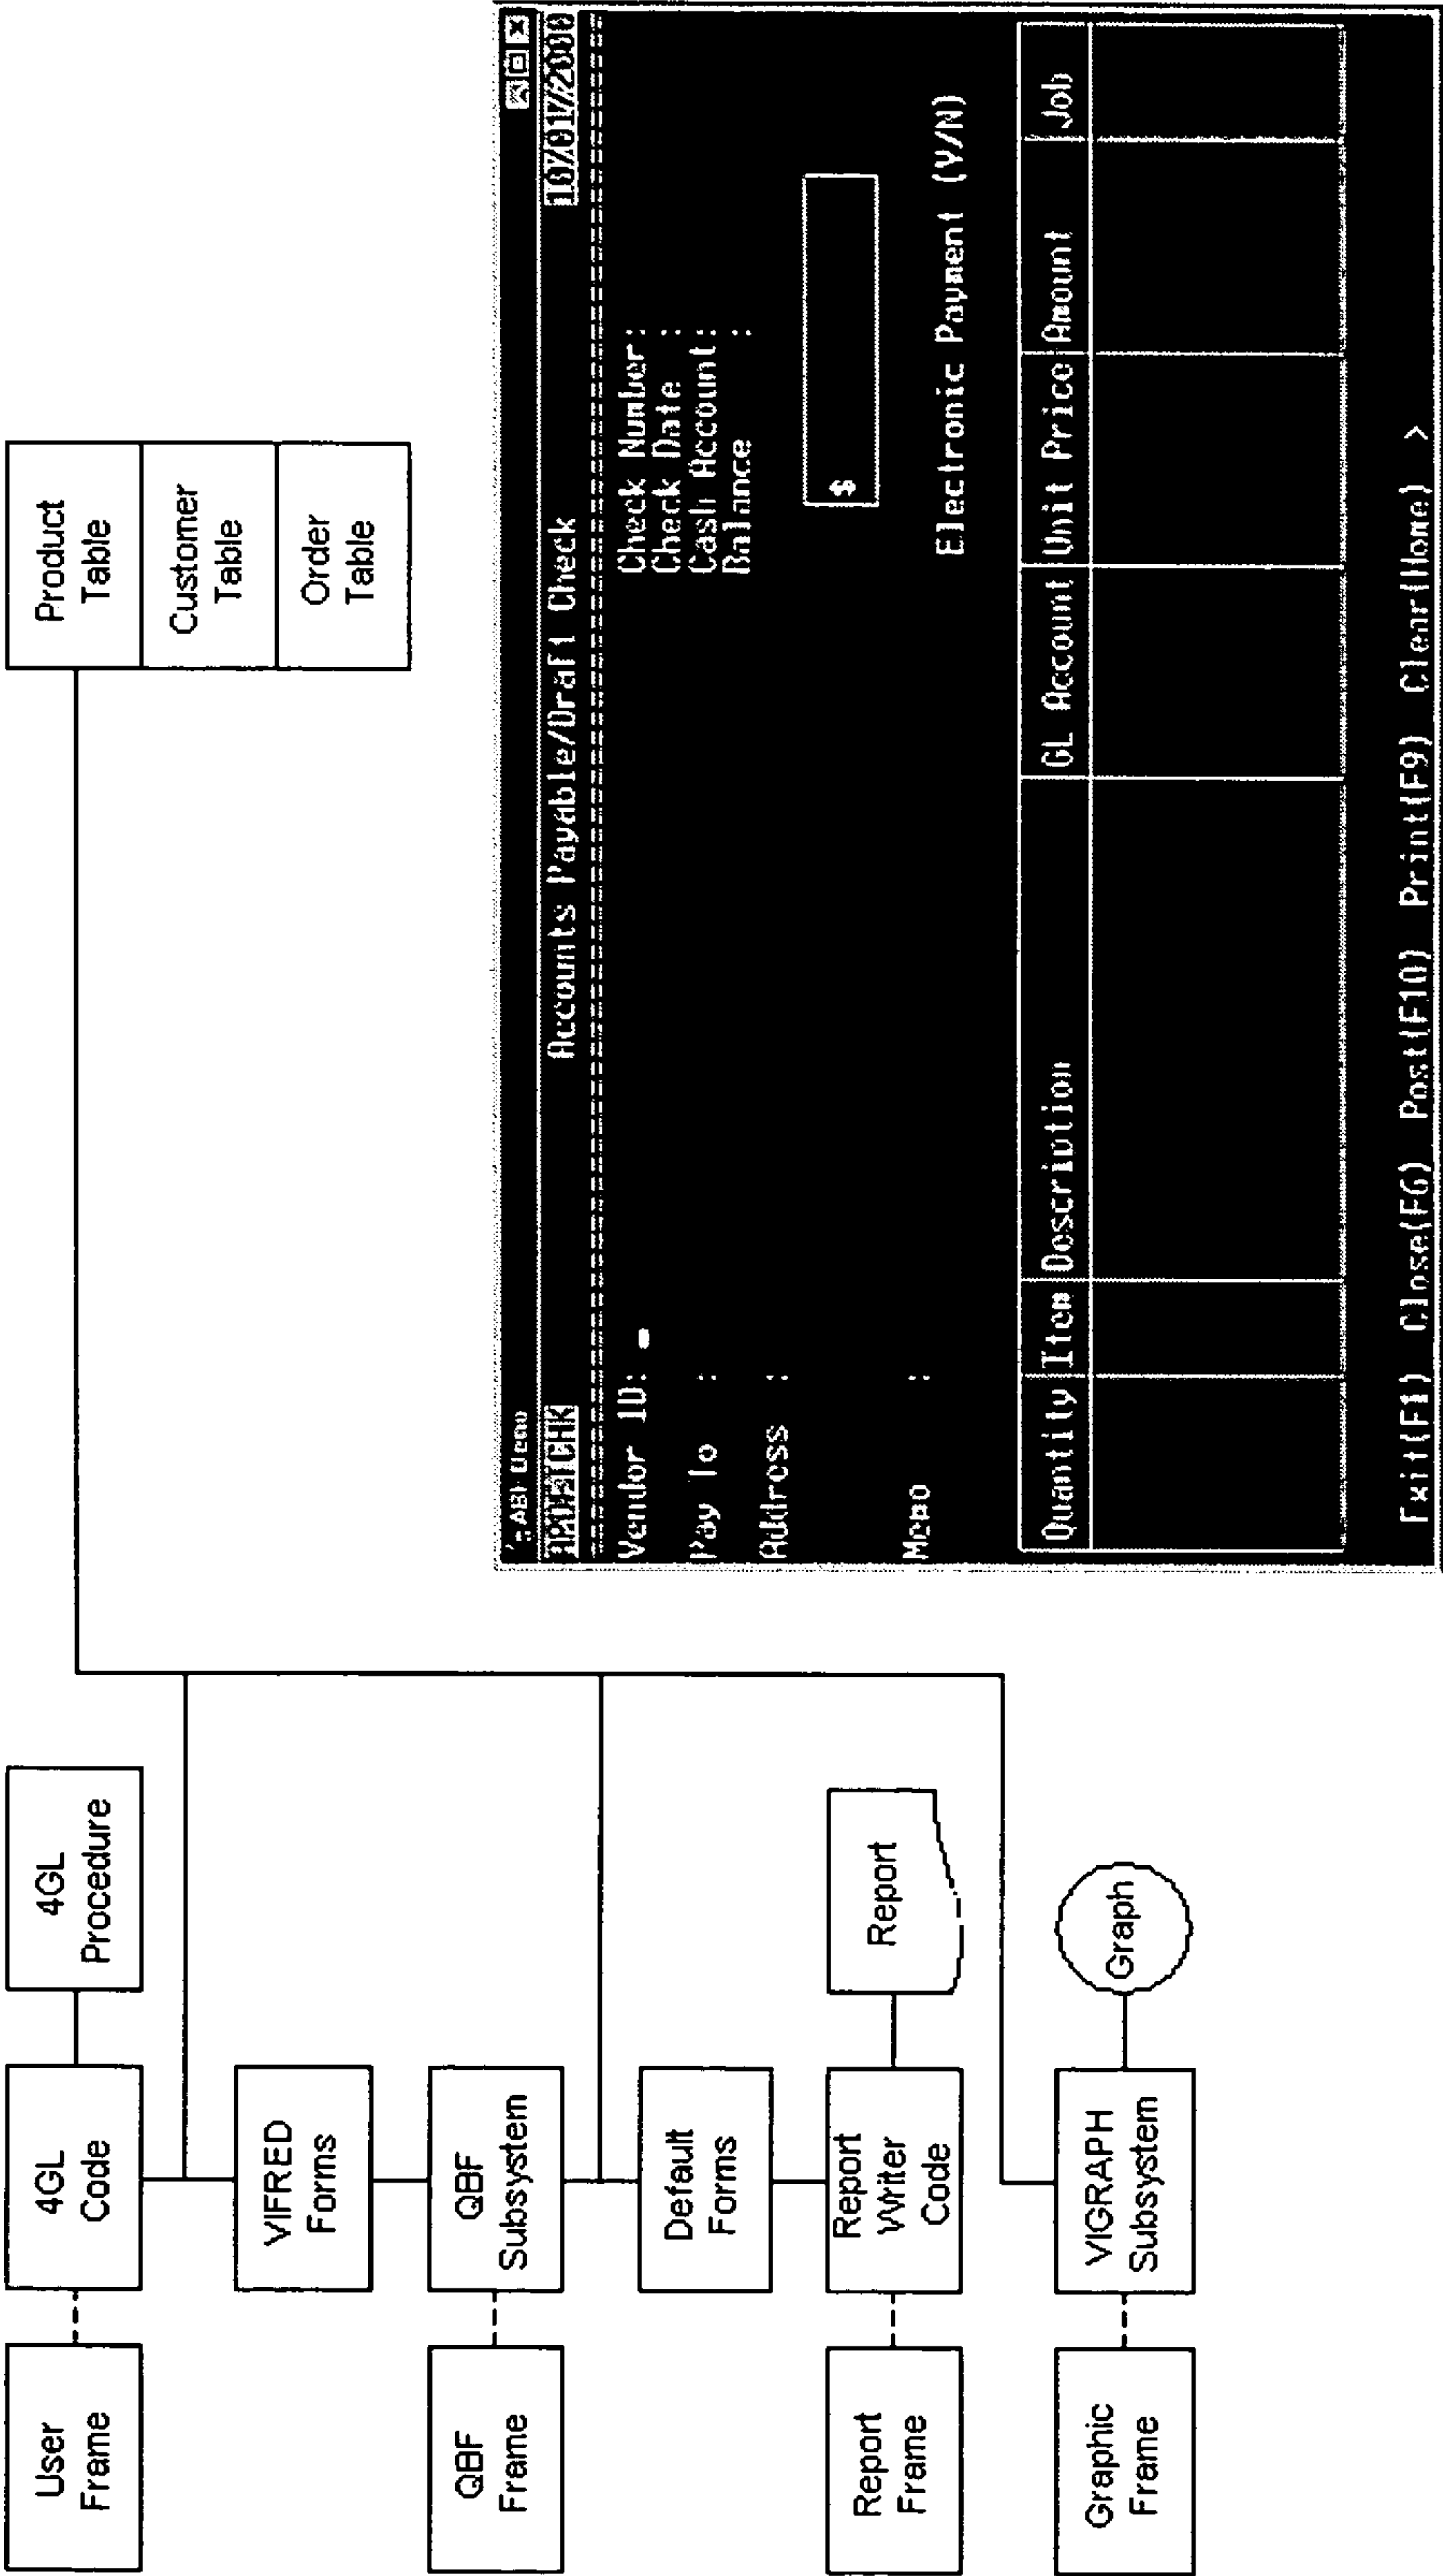 User
Frame
4GL
Code
4GL
Procedure
Product
Table
Customer
Table
Order
Table
VIFRED
Forms
QBF
Frame
QBF
Subsystem
Default
Forms
Report
Frame
Report
Writer
Code
Report
Graphic
Frame
VIGRAPH
Subsystem
Graph
ABI Demo
Accounts Payable/Draft Check
Vendor ID:
Check Number:
Check Date :
Pay To :
Cash Account:
Balance :
Address :
$
Memo :
Electronic Payment (Y/N)
Quantity Item Description GL Account Unit Price Amount Job
Exit(F1) Close(F6) Post(F10) Print(F9) Clear(Home) >